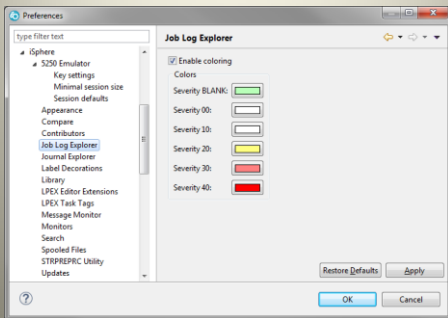 Preferences
type filter text
iSphere
5250 Emulator
Key settings
Minimal session size
Session defaults
Appearance
Compare
Contributors
Job Log Explorer
Journal Explorer
Label Decorations
Library
LPEX Editor Extensions
LPEX Task Tags
Message Monitor
Monitors
Search
Spooled Files
STRPREPRC Utility
Updates
Job Log Explorer
Enable coloring
Colors
Severity BLANK:
Severity 00:
Severity 10:
Severity 20:
Severity 30:
Severity 40:
Restore Defaults
Apply
OK
Cancel